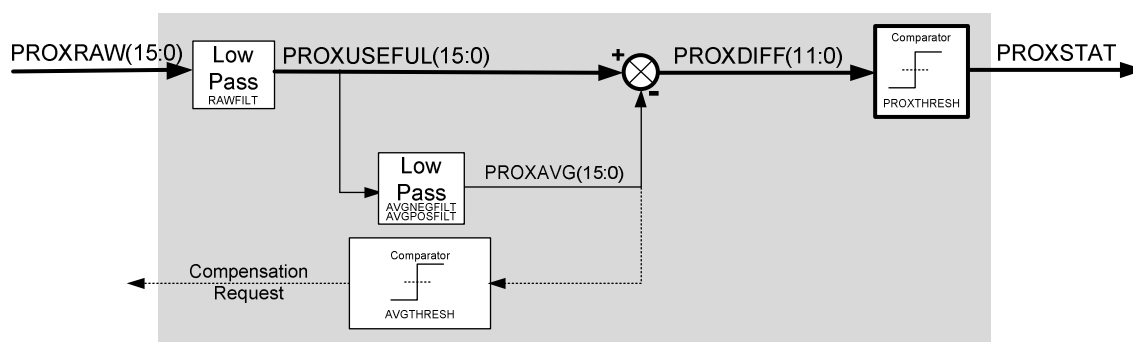 PROXRAW(15:0)
Low
Pass
RAWFILT
PROXUSEFUL(15:0)
+
-
PROXDIFF(11:0)
Comparator
PROXTHRESH
PROXSTAT
Low
Pass
AVGNEGFILT
AVGPOSFILT
PROXAVG(15:0)
Compensation
Request
Comparator
AVGTHRESH